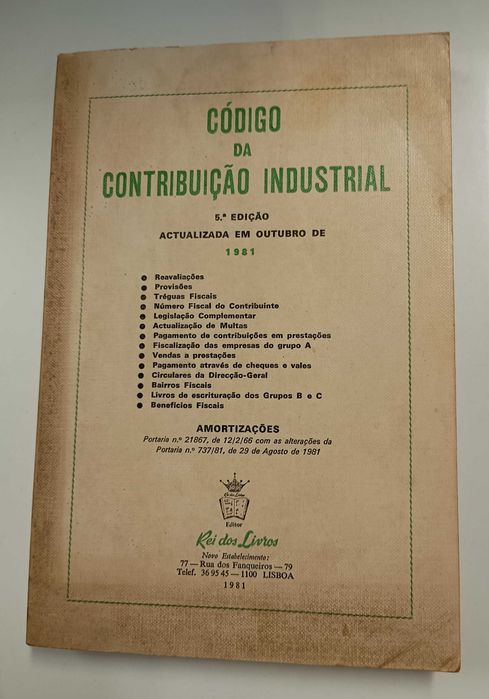 CÓDIGO
DA
CONTRIBUIÇÃO INDUSTRIAL
5.ª EDIÇÃO
ACTUALIZADA EM OUTUBRO DE
1981
● Reavaliações
● Provisões
● Tréguas Fiscais
● Número Fiscal do Contribuinte
● Legislação Complementar
● Actualização de Multas
● Pagamento de contribuições em prestações
● Fiscalização das empresas do grupo A
● Vendas a prestações
● Pagamento através de cheques e vales
● Circulares da Direcção-Geral
● Bairros Fiscais
● Livros de escrituração dos Grupos B e C
● Benefícios Fiscais
AMORTIZAÇÕES
Portaria n.º 21867, de 12/2/66 com as alterações da
Portaria n.º 737/81, de 29 de Agosto de 1981
Rei dos Livros
Editor
Rei dos Livros
Novo Estabelecimento:
77 — Rua dos Fanqueiros — 79
Telef. 36 95 45 — 1100 LISBOA
1981